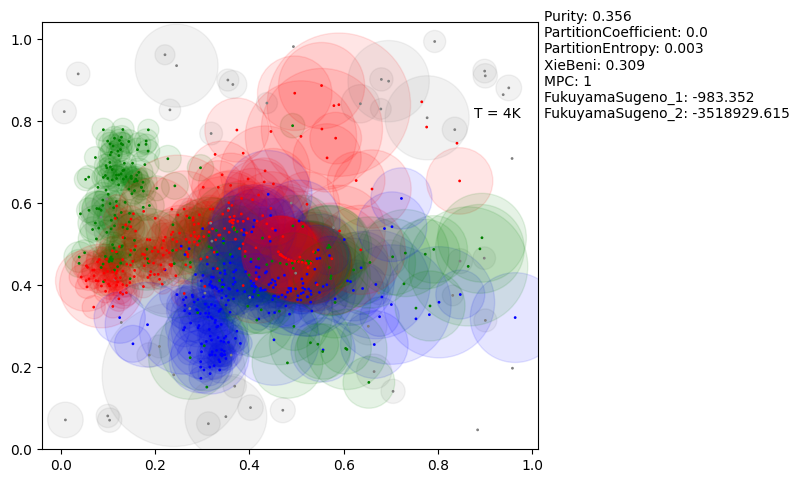 Purity: 0.356
PartitionCoefficient: 0.0
PartitionEntropy: 0.003
XieBeni: 0.309
MPC: 1
FukuyamaSugeno_1: -983.352
FukuyamaSugeno_2: -3518929.615
T = 4K
1.0
0.8
0.6
0.4
0.2
0.0
0.0 0.2 0.4 0.6 0.8 1.0